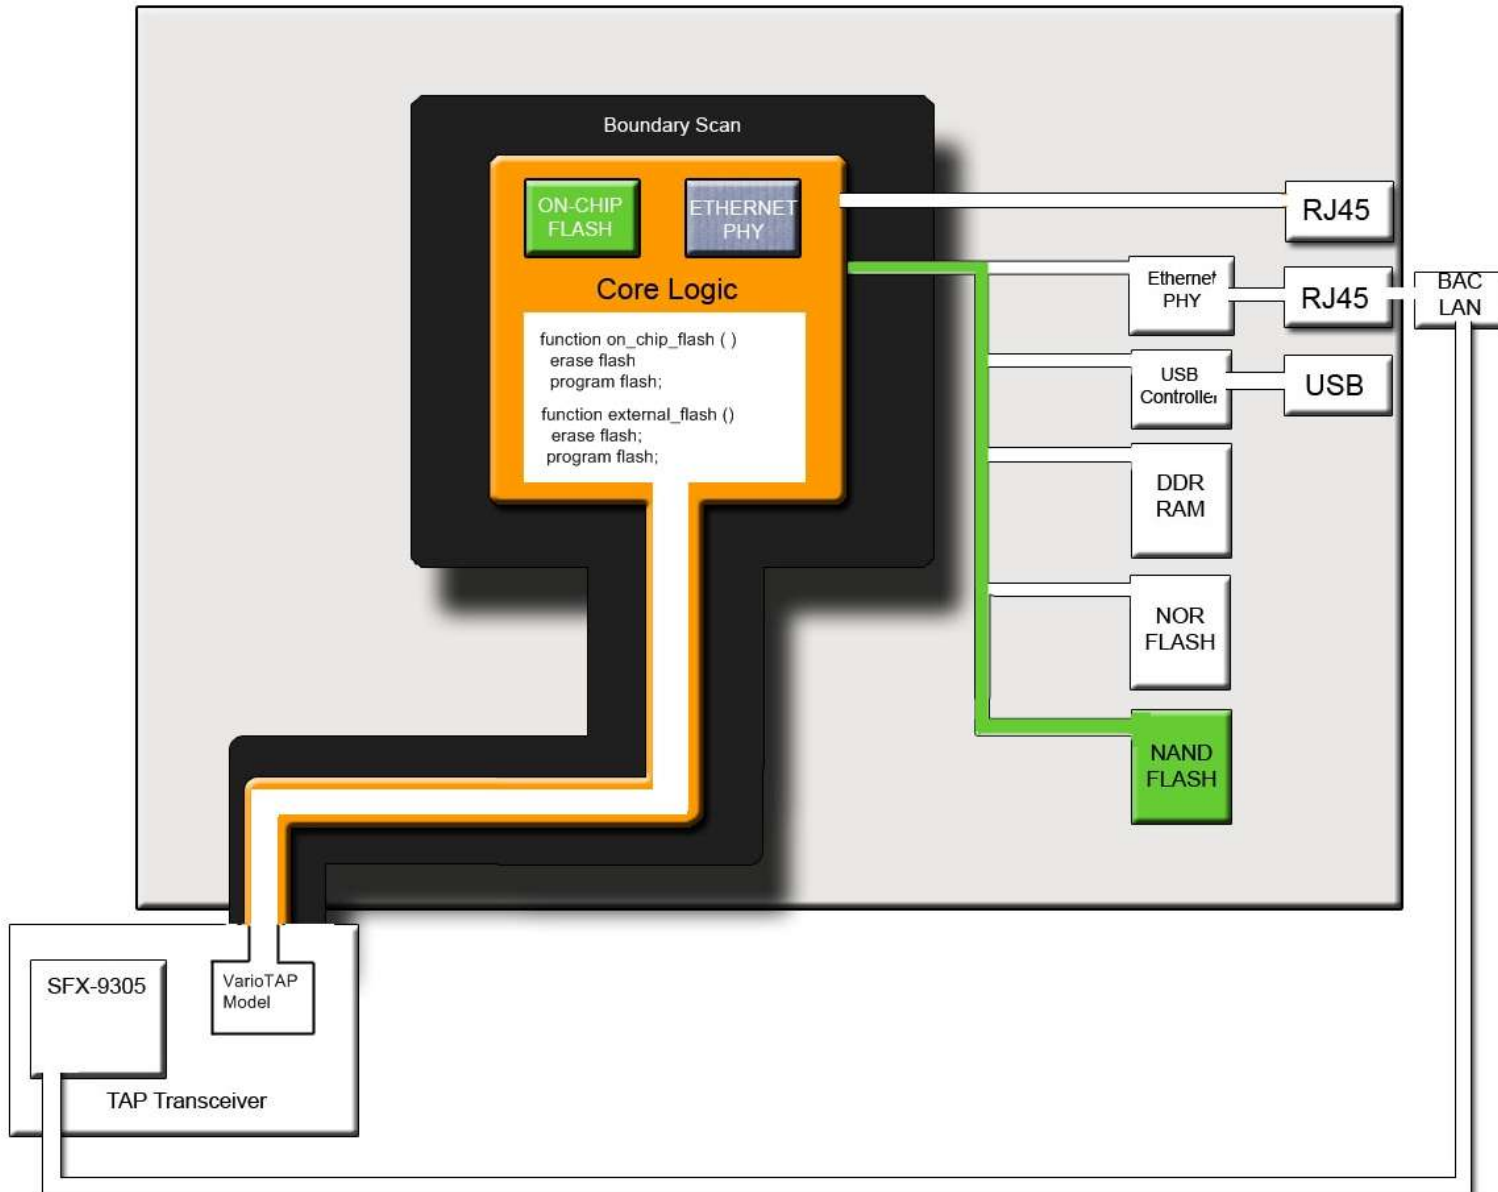 Boundary Scan
ON-CHIP
FLASH
ETHERNET
PHY
Core Logic
function on_chip_flash ( )
erase flash
program flash;
function external_flash ()
erase flash;
program flash;
RJ45
Ethernet
PHY
RJ45
BAC
LAN
USB
Controller
USB
DDR
RAM
NOR
FLASH
NAND
FLASH
SFX-9305
VarioTAP
Model
TAP Transceiver